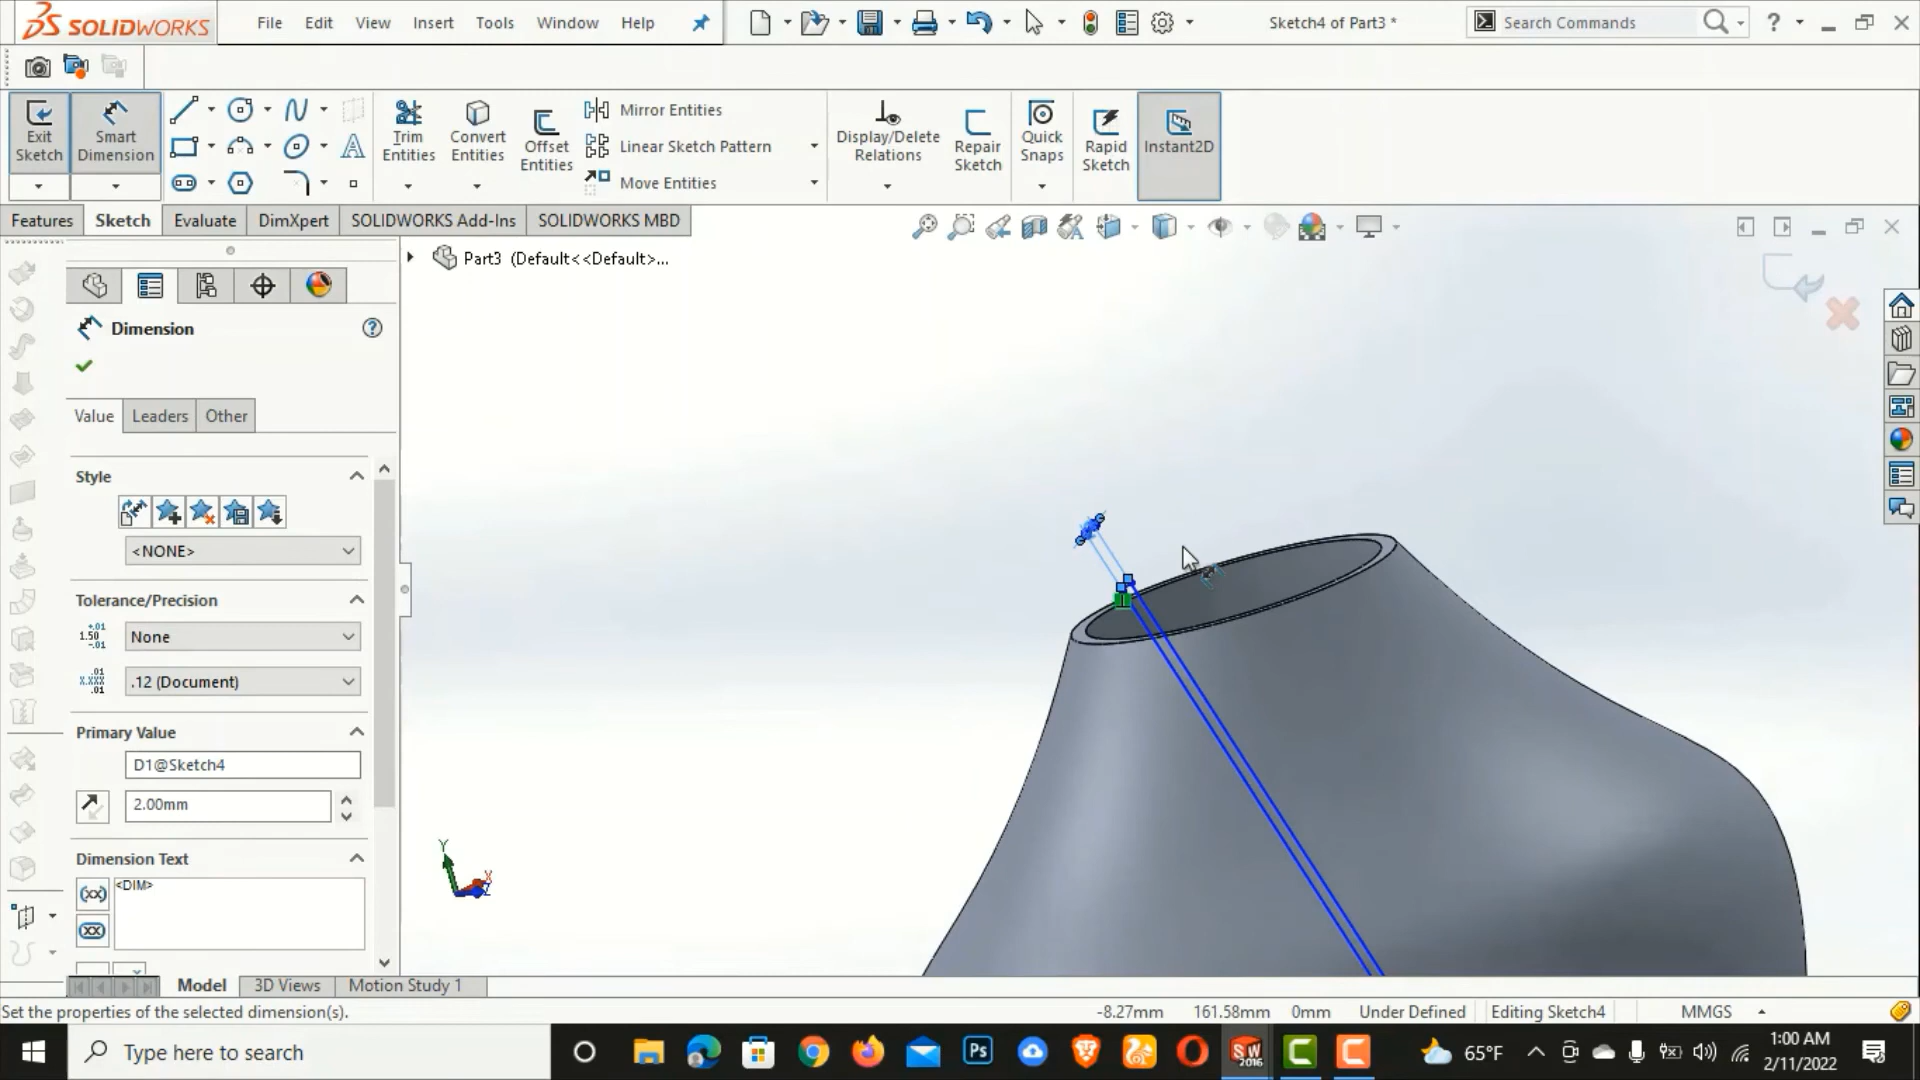 SOLIDWORKS
File Edit View Insert Tools Window Help
Sketch4 of Part3 *
Search Commands
Exit Sketch
Smart Dimension
Trim Entities
Convert Entities
Offset Entities
Mirror Entities
Linear Sketch Pattern
Move Entities
Display/Delete Relations
Repair Sketch
Quick Snaps
Rapid Sketch
Instant2D
Features Sketch Evaluate DimXpert SOLIDWORKS Add-Ins SOLIDWORKS MBD
Part3 (Default<<Default>...
Dimension
Value Leaders Other
Style
<NONE>
Tolerance/Precision
None
.12 (Document)
Primary Value
D1@Sketch4
2.00mm
Dimension Text
<DIM>
Model 3D Views Motion Study 1
Set the properties of the selected dimension(s).
-8.27mm 161.58mm 0mm Under Defined Editing Sketch4 MMGS
Type here to search
65°F
1:00 AM
2/11/2022